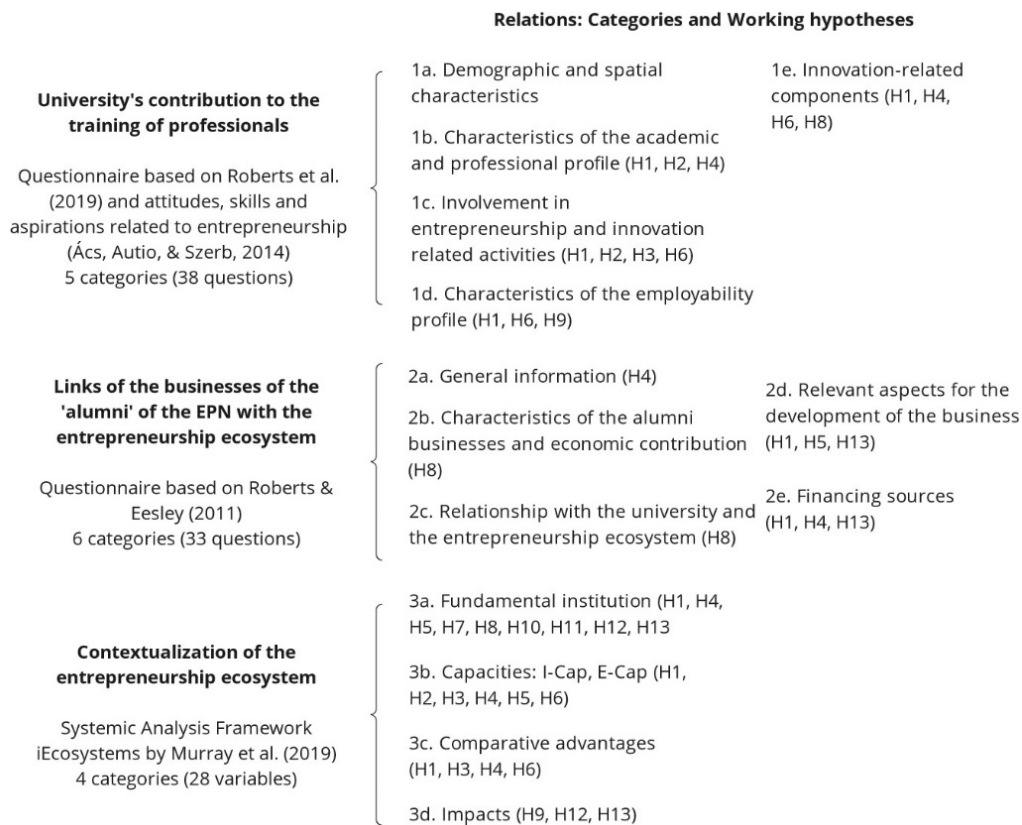 Relations: Categories and Working hypotheses
University's contribution to the
training of professionals
Questionnaire based on Roberts et al.
(2019) and attitudes, skills and
aspirations related to entrepreneurship
(Ács, Autio, & Szerb, 2014)
5 categories (38 questions)
1a. Demographic and spatial
characteristics
1b. Characteristics of the academic
and professional profile (H1, H2, H4)
1c. Involvement in
entrepreneurship and innovation
related activities (H1, H2, H3, H6)
1d. Characteristics of the employability
profile (H1, H6, H9)
1e. Innovation-related
components (H1, H4,
H6, H8)
Links of the businesses of the
'alumni' of the EPN with the
entrepreneurship ecosystem
Questionnaire based on Roberts &
Eesley (2011)
6 categories (33 questions)
2a. General information (H4)
2b. Characteristics of the alumni
businesses and economic contribution
(H8)
2c. Relationship with the university and
the entrepreneurship ecosystem (H8)
2d. Relevant aspects for the
development of the business
(H1, H5, H13)
2e. Financing sources
(H1, H4, H13)
Contextualization of the
entrepreneurship ecosystem
Systemic Analysis Framework
iEcosystems by Murray et al. (2019)
4 categories (28 variables)
3a. Fundamental institution (H1, H4,
H5, H7, H8, H10, H11, H12, H13
3b. Capacities: I-Cap, E-Cap (H1,
H2, H3, H4, H5, H6)
3c. Comparative advantages
(H1, H3, H4, H6)
3d. Impacts (H9, H12, H13)